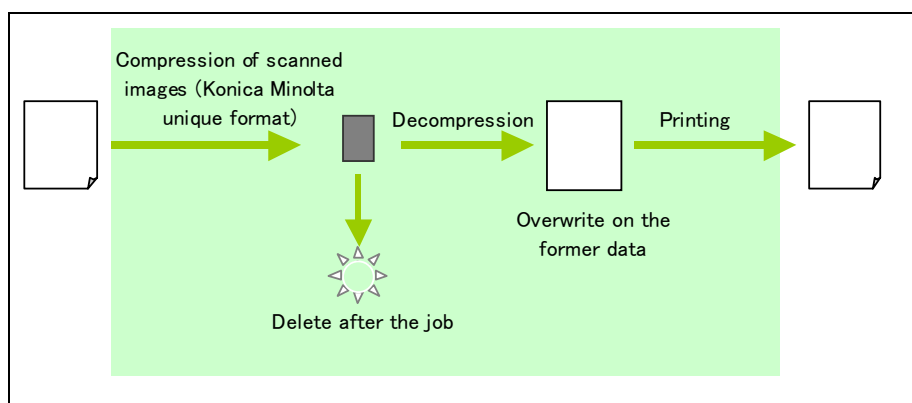 Compression of scanned
images (Konica Minolta
unique format)
Decompression
Printing
Overwrite on the
former data
Delete after the job